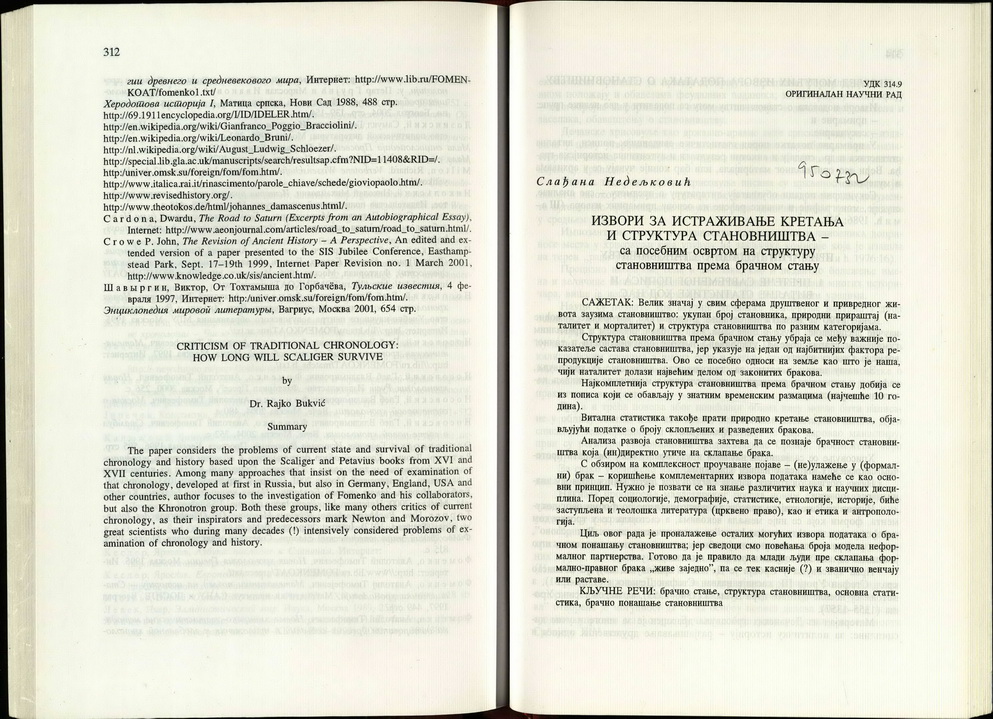 312
гии древнего и средневекового мира, Интернет: http://www.lib.ru/FOMEN-
KOAT/fomenko1.txt/
Херодотова историја I, Матица српска, Нови Сад 1988, 488 стр.
http://69.1911encyclopedia.org/I/ID/IDELER.htm/.
http://en.wikipedia.org/wiki/Gianfranco_Poggio_Bracciolini/.
http://en.wikipedia.org/wiki/Leonardo_Bruni/.
http://nl.wikipedia.org/wiki/August_Ludwig_Schloezer/.
http://special.lib.gla.ac.uk/manuscripts/search/resultsap.cfm?NID=11408&RID=/.
http:/univer.omsk.su/foreign/fom/fom.htm/.
http://www.italica.rai.it/rinascimento/parole_chiave/schede/gioviopaolo.htm/.
http://www.revisedhistory.org/.
http://www.theotokos.de/html/johannes_damascenus.html/.
Cardona, Dwardu, The Road to Saturn (Excerpts from an Autobiographical Essay),
Internet: http://www.aeonjournal.com/articles/road_to_saturn/road_to_saturn.html/.
Crowe P. John, The Revision of Ancient History – A Perspective, An edited and ex-
tended version of a paper presented to the SIS Jubilee Conference, Easthamp-
stead Park, Sept. 17–19th 1999, Internet Paper Revision no. 1 March 2001,
http://www.knowledge.co.uk/sis/ancient.htm/.
Шавыргин, Виктор, От Тохтамыша до Горбачёва, Тульские известия, 4 фе-
враля 1997, Интернет: http:/univer.omsk.su/foreign/fom/fom.htm/.
Энциклопедия мировой литературы, Вагриус, Москва 2001, 654 стр.
CRITICISM OF TRADITIONAL CHRONOLOGY:
HOW LONG WILL SCALIGER SURVIVE
by
Dr. Rajko Bukvić
Summary
The paper considers the problems of current state and survival of traditional
chronology and history based upon the Scaliger and Petavius books from XVI and
XVII centuries. Among many approaches that insist on the need of examination of
that chronology, developed at first in Russia, but also in Germany, England, USA and
other countries, author focuses to the investigation of Fomenko and his collaborators,
but also the Khronotron group. Both these groups, like many others critics of current
chronology, as their inspirators and predecessors mark Newton and Morozov, two
great scientists who during many decades (!) intensively considered problems of ex-
amination of chronology and history.
УДК 314.9
ОРИГИНАЛАН НАУЧНИ РАД
950732
Слађана Недељковић
ИЗВОРИ ЗА ИСТРАЖИВАЊЕ КРЕТАЊА
И СТРУКТУРА СТАНОВНИШТВА –
са посебним освртом на структуру
становништва према брачном стању
САЖЕТАК: Велик значај у свим сферама друштвеног и привредног жи-
вота заузима становништво: укупан број становника, природни прираштај (на-
талитет и морталитет) и структура становништва по разним категоријама.
Структура становништва према брачном стању убраја се међу важније по-
казатеље састава становништва, јер указује на један од најбитнијих фактора ре-
продукције становништва. Ово се посебно односи на земље као што је наша,
чији наталитет долази највећим делом од законитих бракова.
Најкомплетнија структура становништва према брачном стању добија се
из пописа који се обављају у знатним временским размацима (најчешће 10 го-
дина).
Витална статистика такође прати природно кретање становништва, обја-
вљујући податке о броју склопљених и разведених бракова.
Анализа развоја становништва захтева да се познаје брачност становни-
штва која (ин)директно утиче на склапање брака.
С обзиром на комплексност проучаване појаве – (не)улажење у (формал-
ни) брак – коришћење комплементарних извора података намеће се као осно-
вни принцип. Нужно је позвати се на знање различитих наука и научних дисци-
плина. Поред социологије, демографије, статистике, етнологије, историје, биће
заступљена и теолошка литература (црквено право), као и етика и антрополо-
гија.
Циљ овог рада је проналажење осталих могућих извора података о бра-
чном понашању становништва; јер сведоци смо повећања броја модела нефор-
малног партнерства. Готово да је правило да млади људи пре склапања фор-
мално-правног брака „живе заједно”, па се тек касније (?) и званично венчају
или растave.
КЉУЧНЕ РЕЧИ: брачно стање, структура становништва, основна стати-
стика, брачно понашање становништва